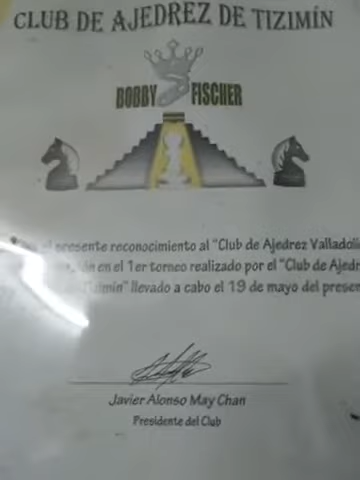 CLUB DE AJEDREZ DE TIZIMÍN
BOBBY FISCHER
presente reconocimiento al "Club de Ajedrez Valladoli
en el 1er torneo realizado por el "Club de Ajedr
Tizimín" llevado a cabo el 19 de mayo del presen
Javier Alonso May Chan
Presidente del Club